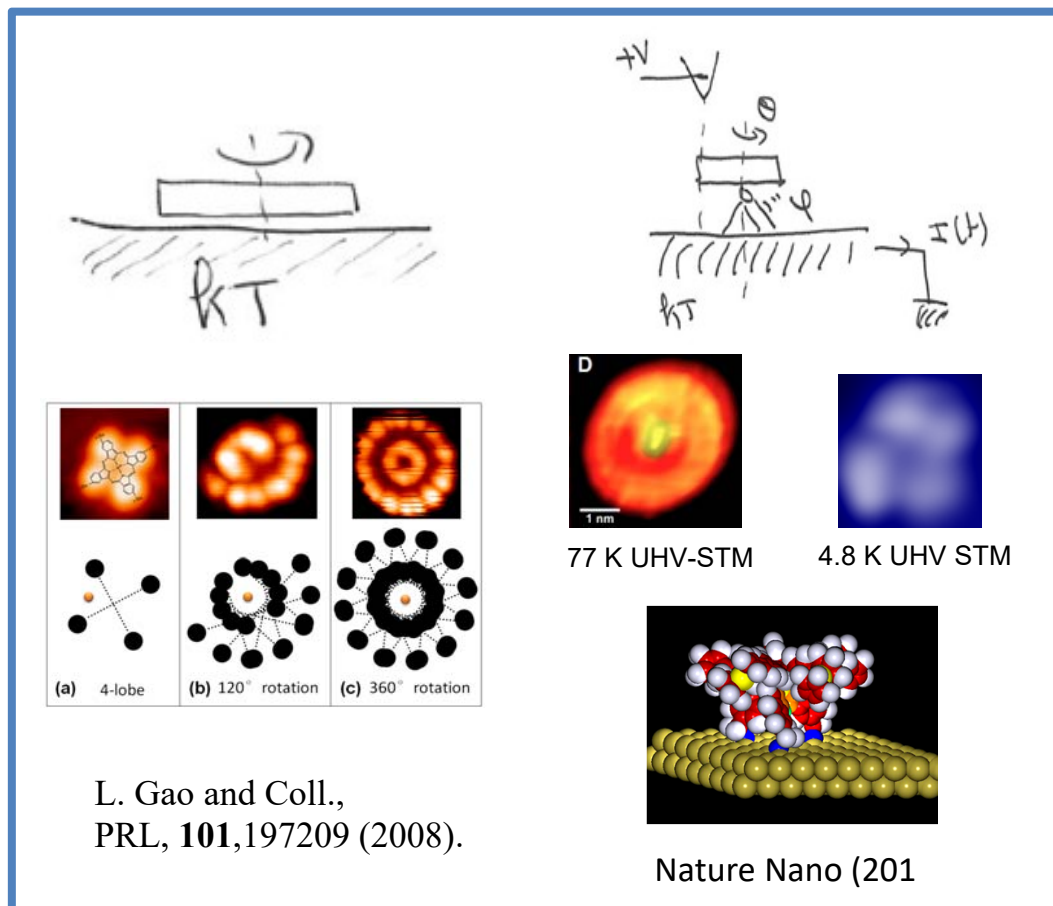 kT
+V
θ
φ
I(t)
kT
D
1 nm
77 K UHV-STM
4.8 K UHV STM
(a) 4-lobe
(b) 120° rotation
(c) 360° rotation
L. Gao and Coll.,
PRL, 101,197209 (2008).
Nature Nano (201